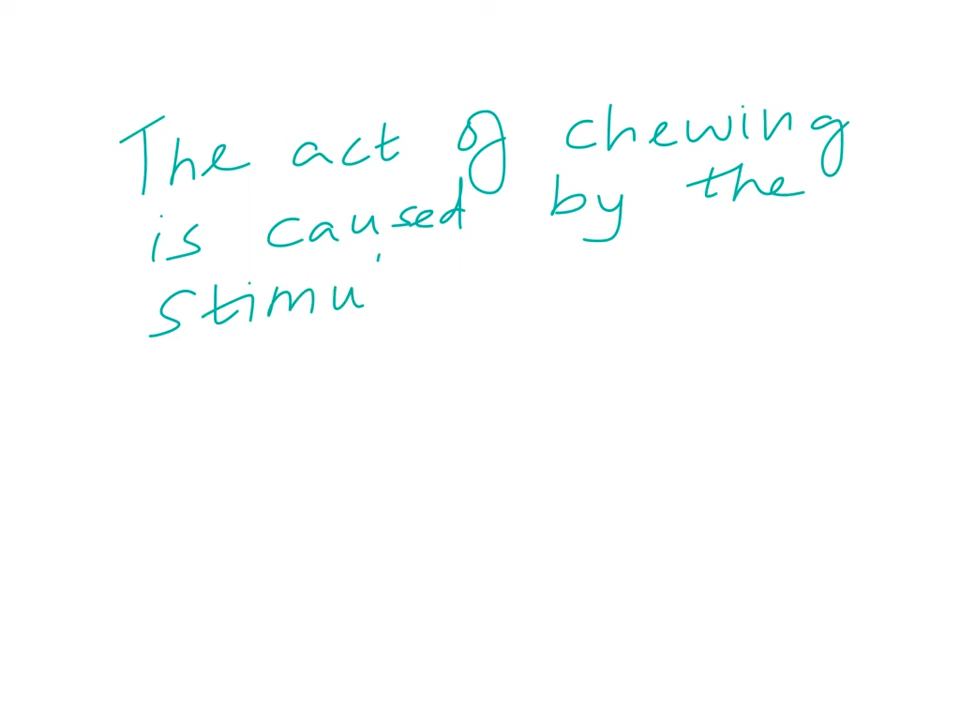 The act of chewing
is caused by the
stimu